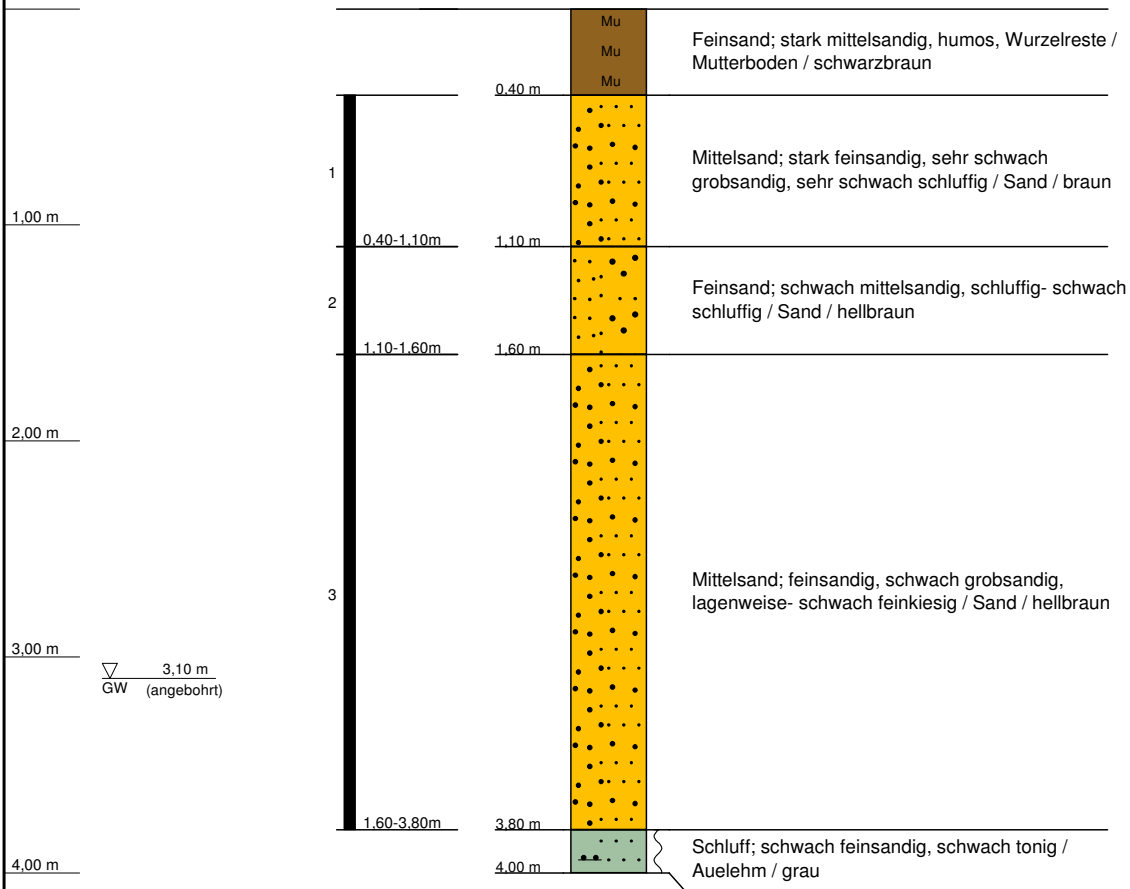 Mu
Mu
Mu
Feinsand; stark mittelsandig, humos, Wurzelreste /
Mutterboden / schwarzbraun
0,40 m
1
Mittelsand; stark feinsandig, sehr schwach
grobsandig, sehr schwach schluffig / Sand / braun
1,00 m
0,40-1,10m
1,10 m
2
Feinsand; schwach mittelsandig, schluffig- schwach
schluffig / Sand / hellbraun
1,10-1,60m
1,60 m
2,00 m
3
Mittelsand; feinsandig, schwach grobsandig,
lagenweise- schwach feinkiesig / Sand / hellbraun
3,00 m
3,10 m
GW (angebohrt)
1,60-3,80m
3,80 m
Schluff; schwach feinsandig, schwach tonig /
Auelehm / grau
4,00 m
4,00 m